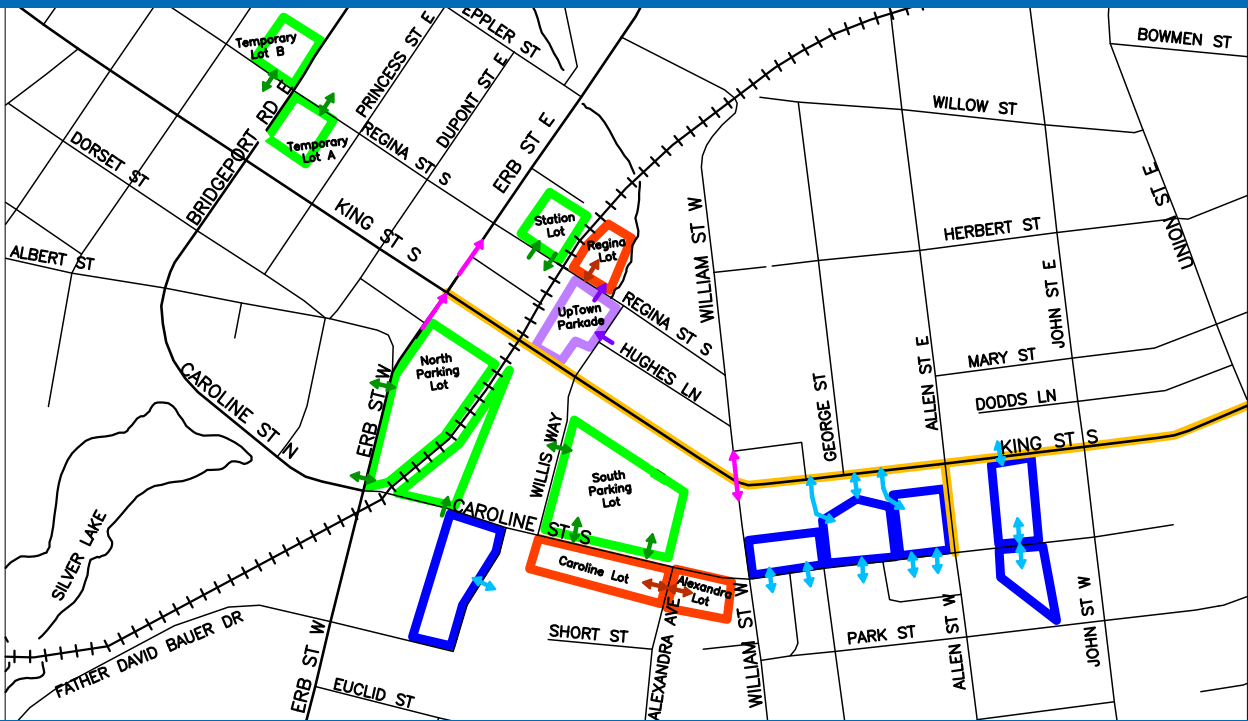 EPPLER ST
BOWMEN ST
Temporary
Lot B
PRINCESS ST E
DUPONT ST E
WILLOW ST
BRIDGEPORT RD E
Temporary
Lot A
REGINA ST S
ERB ST E
DORSET ST
UNION ST E
KING ST S
Station
Lot
Regina
Lot
WILLIAM ST W
HERBERT ST
ALBERT ST
JOHN ST E
UpTown
Parkade
REGINA ST S
HUGHES LN
MARY ST
ALLEN ST E
DODDS LN
North
Parking
Lot
GEORGE ST
CAROLINE ST N
ERB ST W
WILLIS WAY
KING ST S
South
Parking
Lot
CAROLINE ST S
SILVER LAKE
Caroline Lot
Alexandra
Lot
SHORT ST
ALEXANDRA AVE
WILLIAM ST W
PARK ST
ALLEN ST W
JOHN ST W
FATHER DAVID BAUER DR
ERB ST W
EUCLID ST